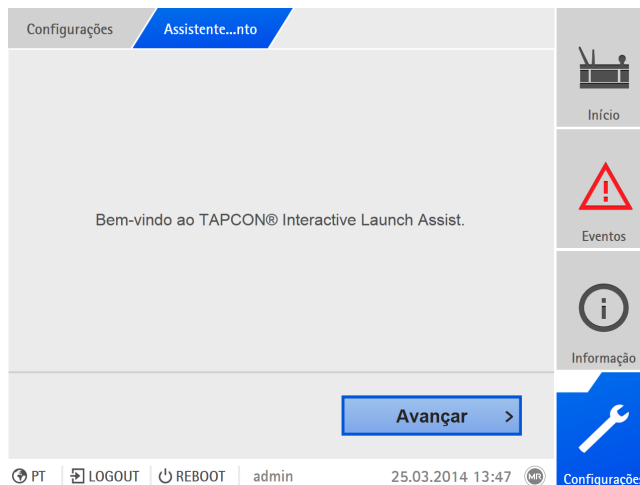 Configurações
Assistente...nto
Início
Bem-vindo ao TAPCON® Interactive Launch Assist.
Eventos
Informação
Avançar >
PT LOGOUT REBOOT admin 25.03.2014 13:47 MR
Configurações